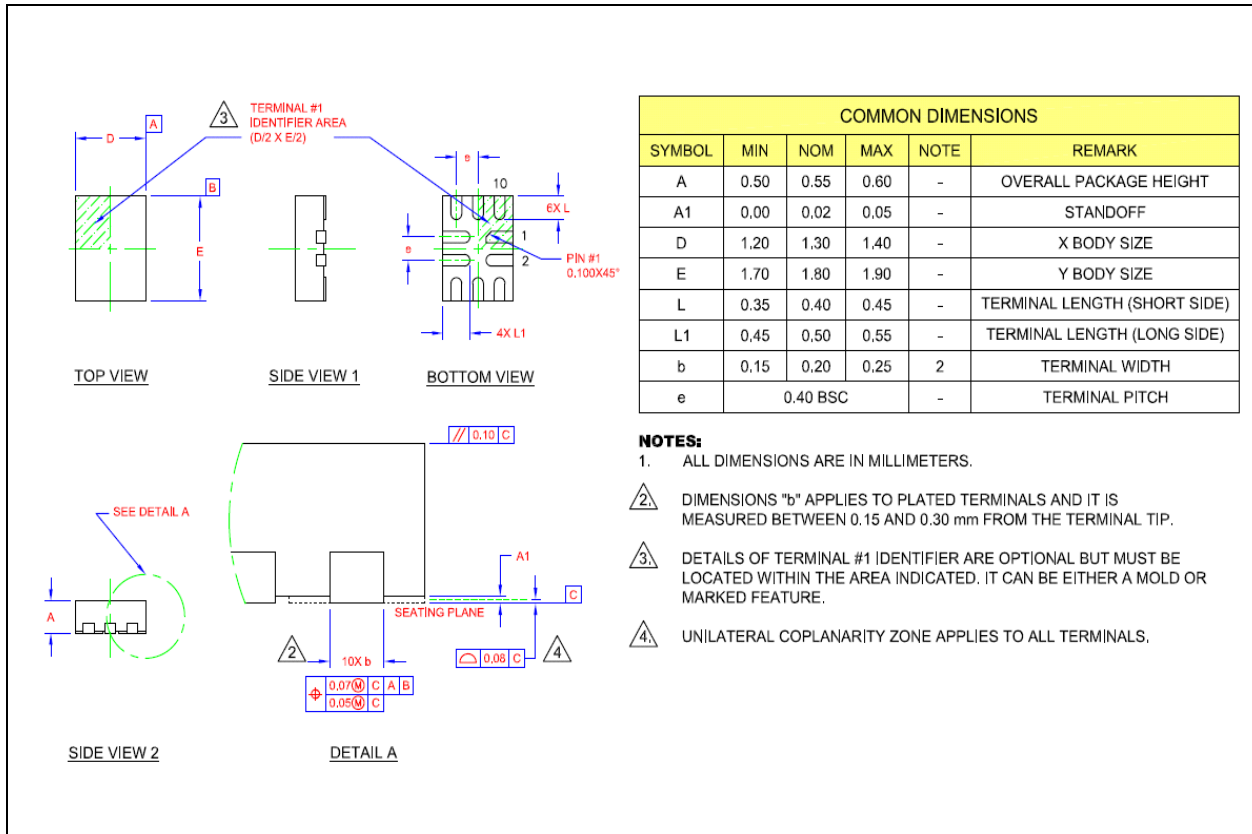 3
TERMINAL #1
IDENTIFIER AREA
(D/2 X E/2)
D
A
B
E
e
10
6X L
e
1
2
PIN #1
0.100X45°
4X L1
TOP VIEW
SIDE VIEW 1
BOTTOM VIEW
COMMON DIMENSIONS
SYMBOL MIN NOM MAX NOTE REMARK
A 0.50 0.55 0.60 - OVERALL PACKAGE HEIGHT
A1 0.00 0.02 0.05 - STANDOFF
D 1.20 1.30 1.40 - X BODY SIZE
E 1.70 1.80 1.90 - Y BODY SIZE
L 0.35 0.40 0.45 - TERMINAL LENGTH (SHORT SIDE)
L1 0.45 0.50 0.55 - TERMINAL LENGTH (LONG SIDE)
b 0.15 0.20 0.25 2 TERMINAL WIDTH
e 0.40 BSC - TERMINAL PITCH
NOTES:
1. ALL DIMENSIONS ARE IN MILLIMETERS.
2. DIMENSIONS "b" APPLIES TO PLATED TERMINALS AND IT IS
MEASURED BETWEEN 0.15 AND 0.30 mm FROM THE TERMINAL TIP.
3. DETAILS OF TERMINAL #1 IDENTIFIER ARE OPTIONAL BUT MUST BE
LOCATED WITHIN THE AREA INDICATED. IT CAN BE EITHER A MOLD OR
MARKED FEATURE.
4. UNILATERAL COPLANARITY ZONE APPLIES TO ALL TERMINALS.
// 0.10 C
SEE DETAIL A
A
A1
C
SEATING PLANE
2
10X b
0.08 C
4
0.07 Ⓜ C A B
0.05 Ⓜ C
SIDE VIEW 2
DETAIL A